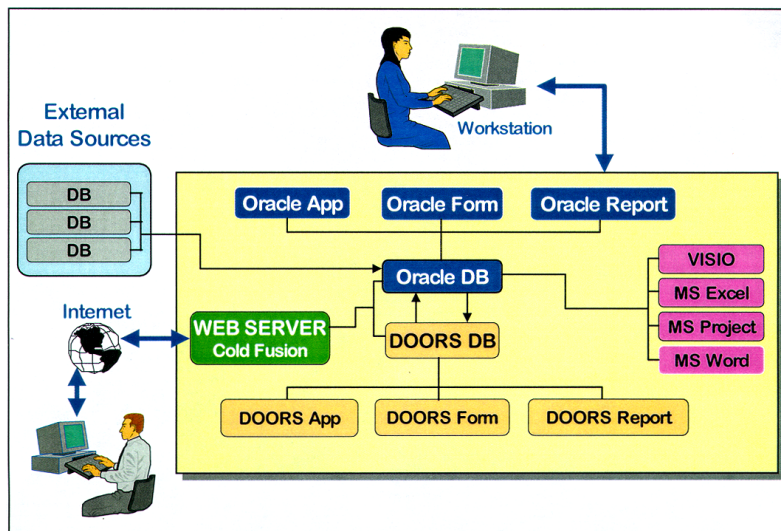 External
Data Sources
DB
DB
DB
Workstation
Oracle App
Oracle Form
Oracle Report
Oracle DB
VISIO
MS Excel
MS Project
MS Word
Internet
WEB SERVER
Cold Fusion
DOORS DB
DOORS App
DOORS Form
DOORS Report